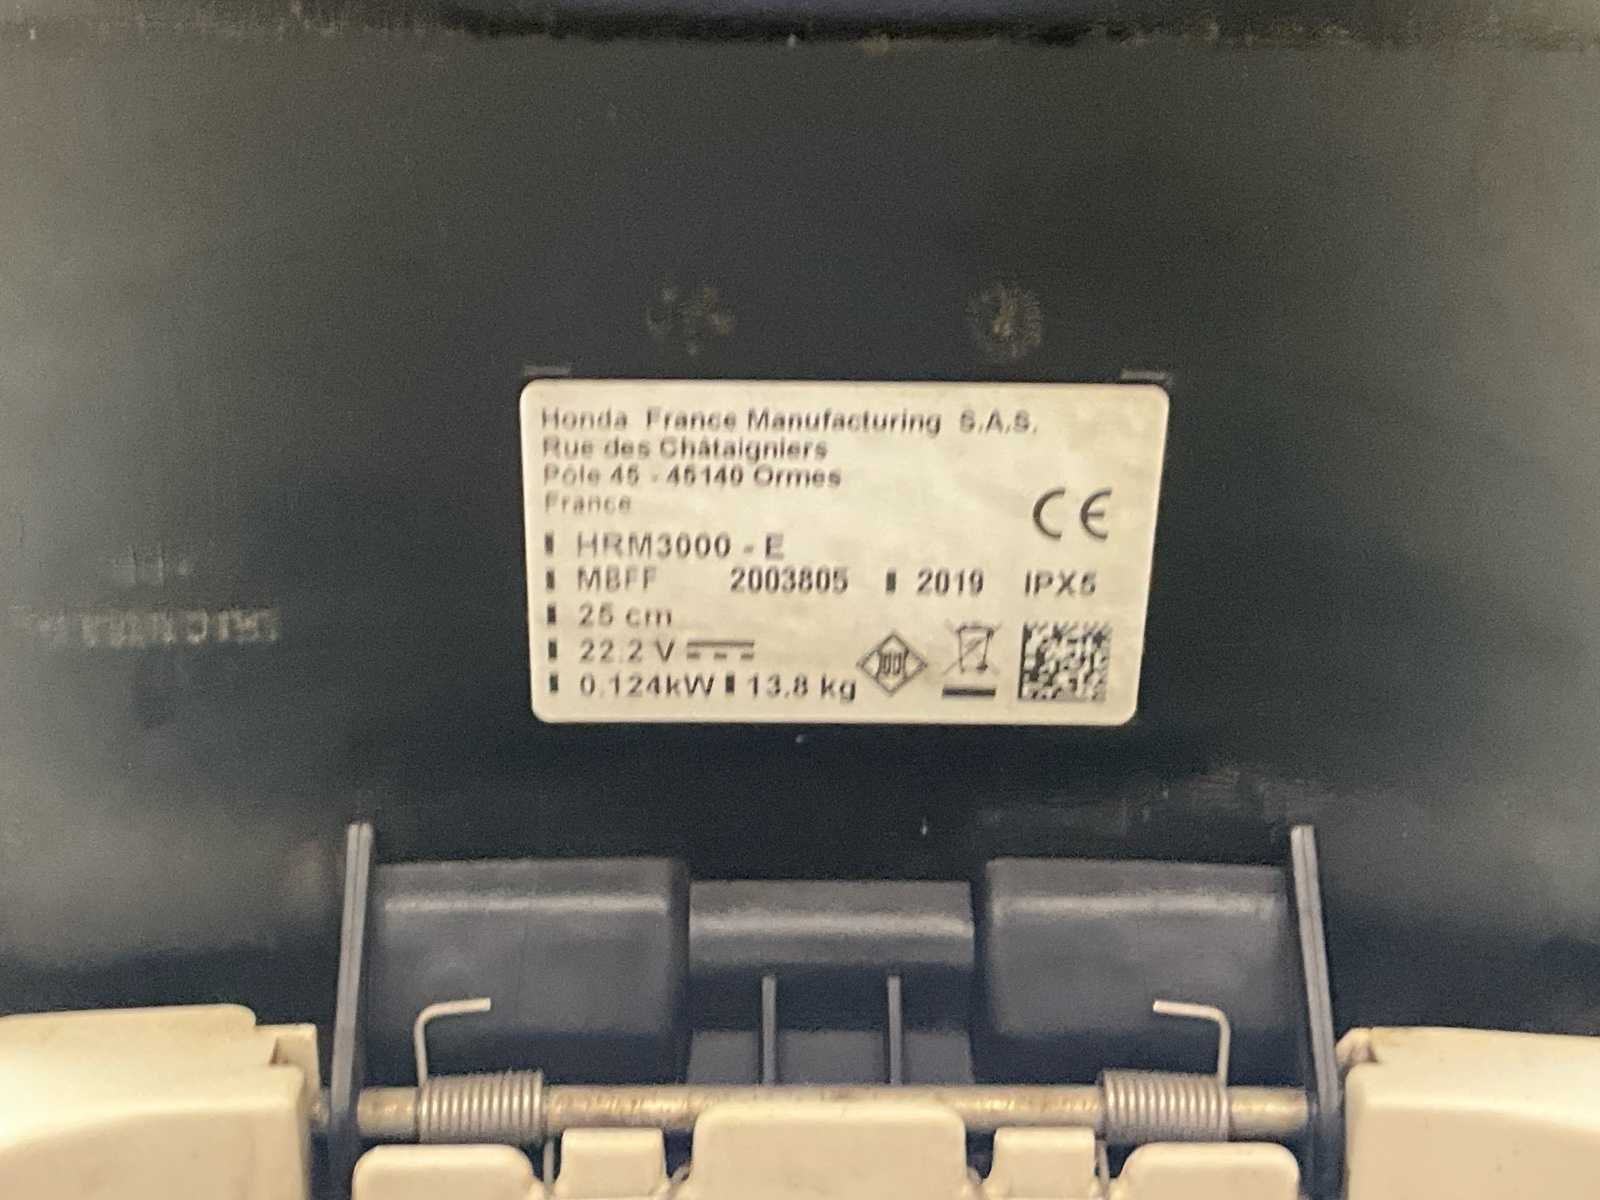 Honda France Manufacturing S.A.S.
Rue des Châtaigniers
Pôle 45 - 45140 Ormes
France
HRM3000 - E
MBFF 2003805 2019 IPX5
25 cm
22.2 V
0.124kW 13.8 kg
CE